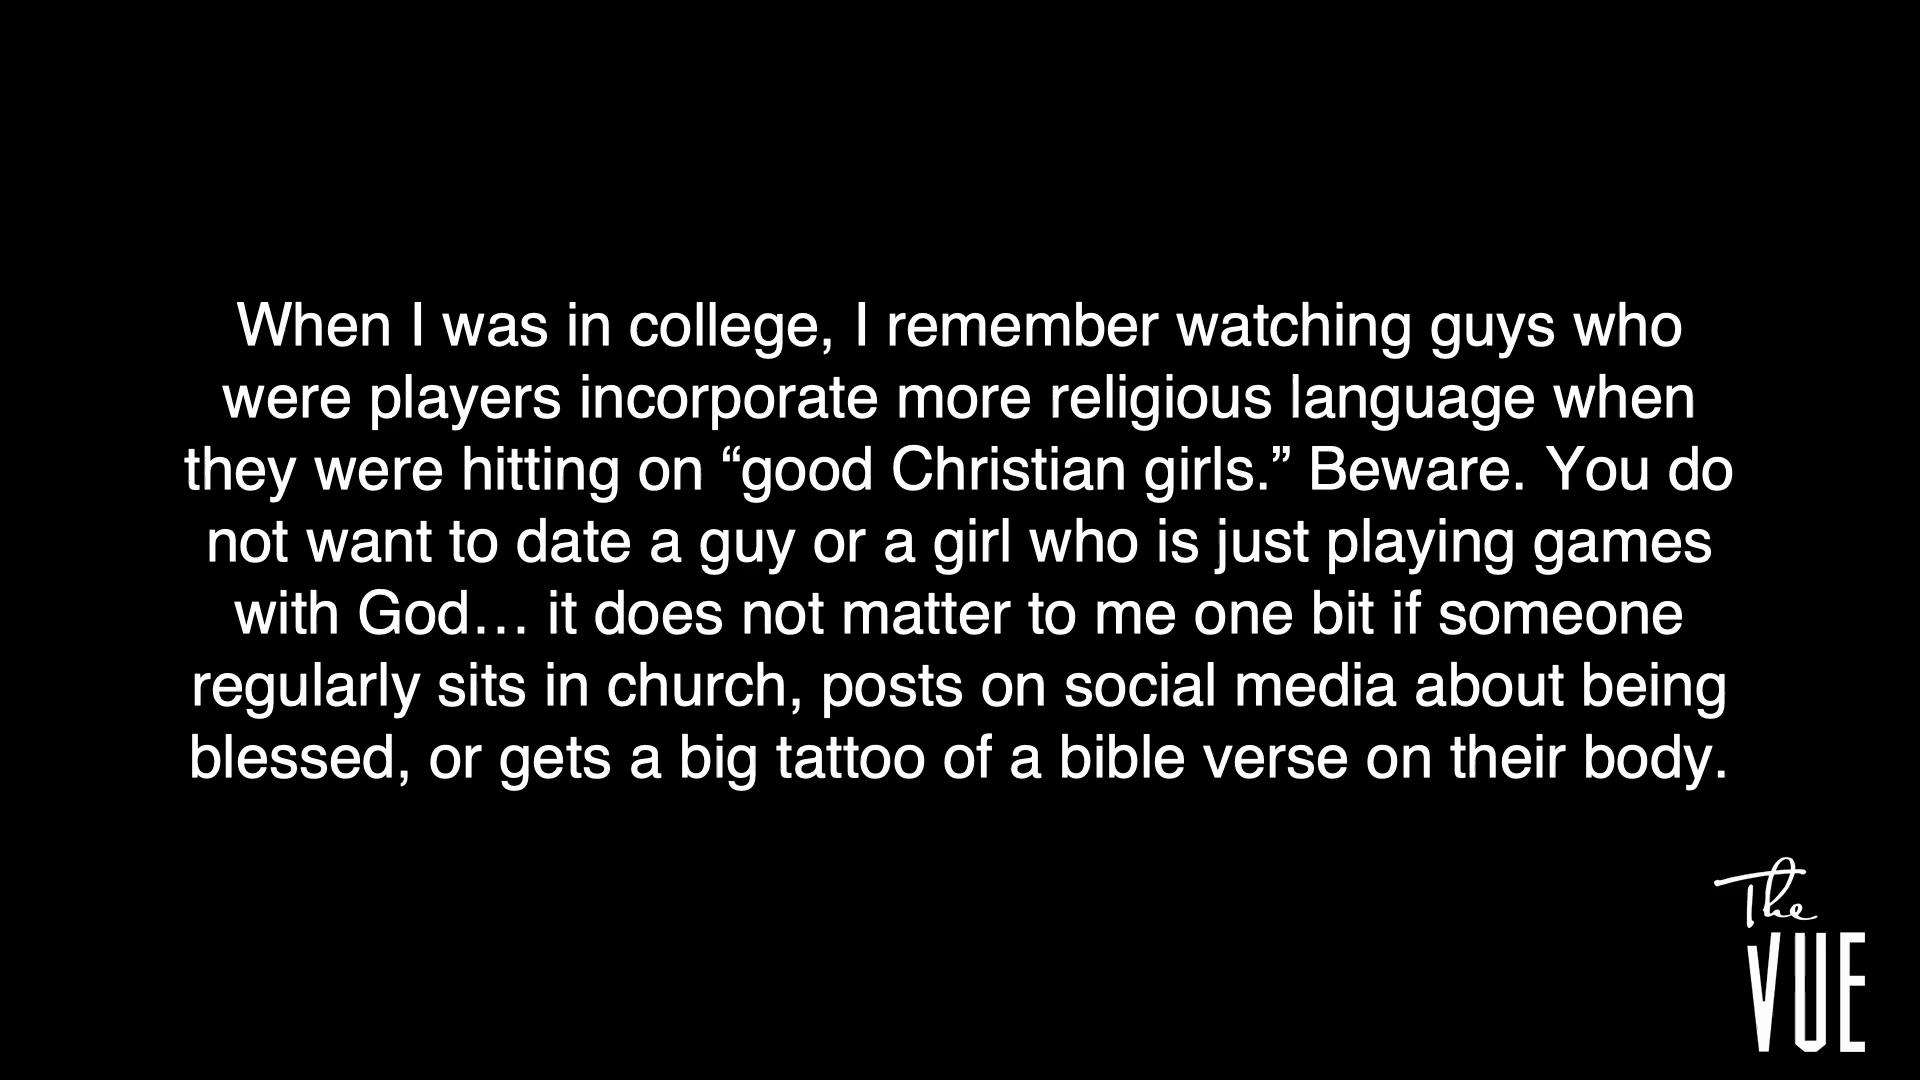 When I was in college, I remember watching guys who
were players incorporate more religious language when
they were hitting on “good Christian girls.” Beware. You do
not want to date a guy or a girl who is just playing games
with God… it does not matter to me one bit if someone
regularly sits in church, posts on social media about being
blessed, or gets a big tattoo of a bible verse on their body.
The
VUE